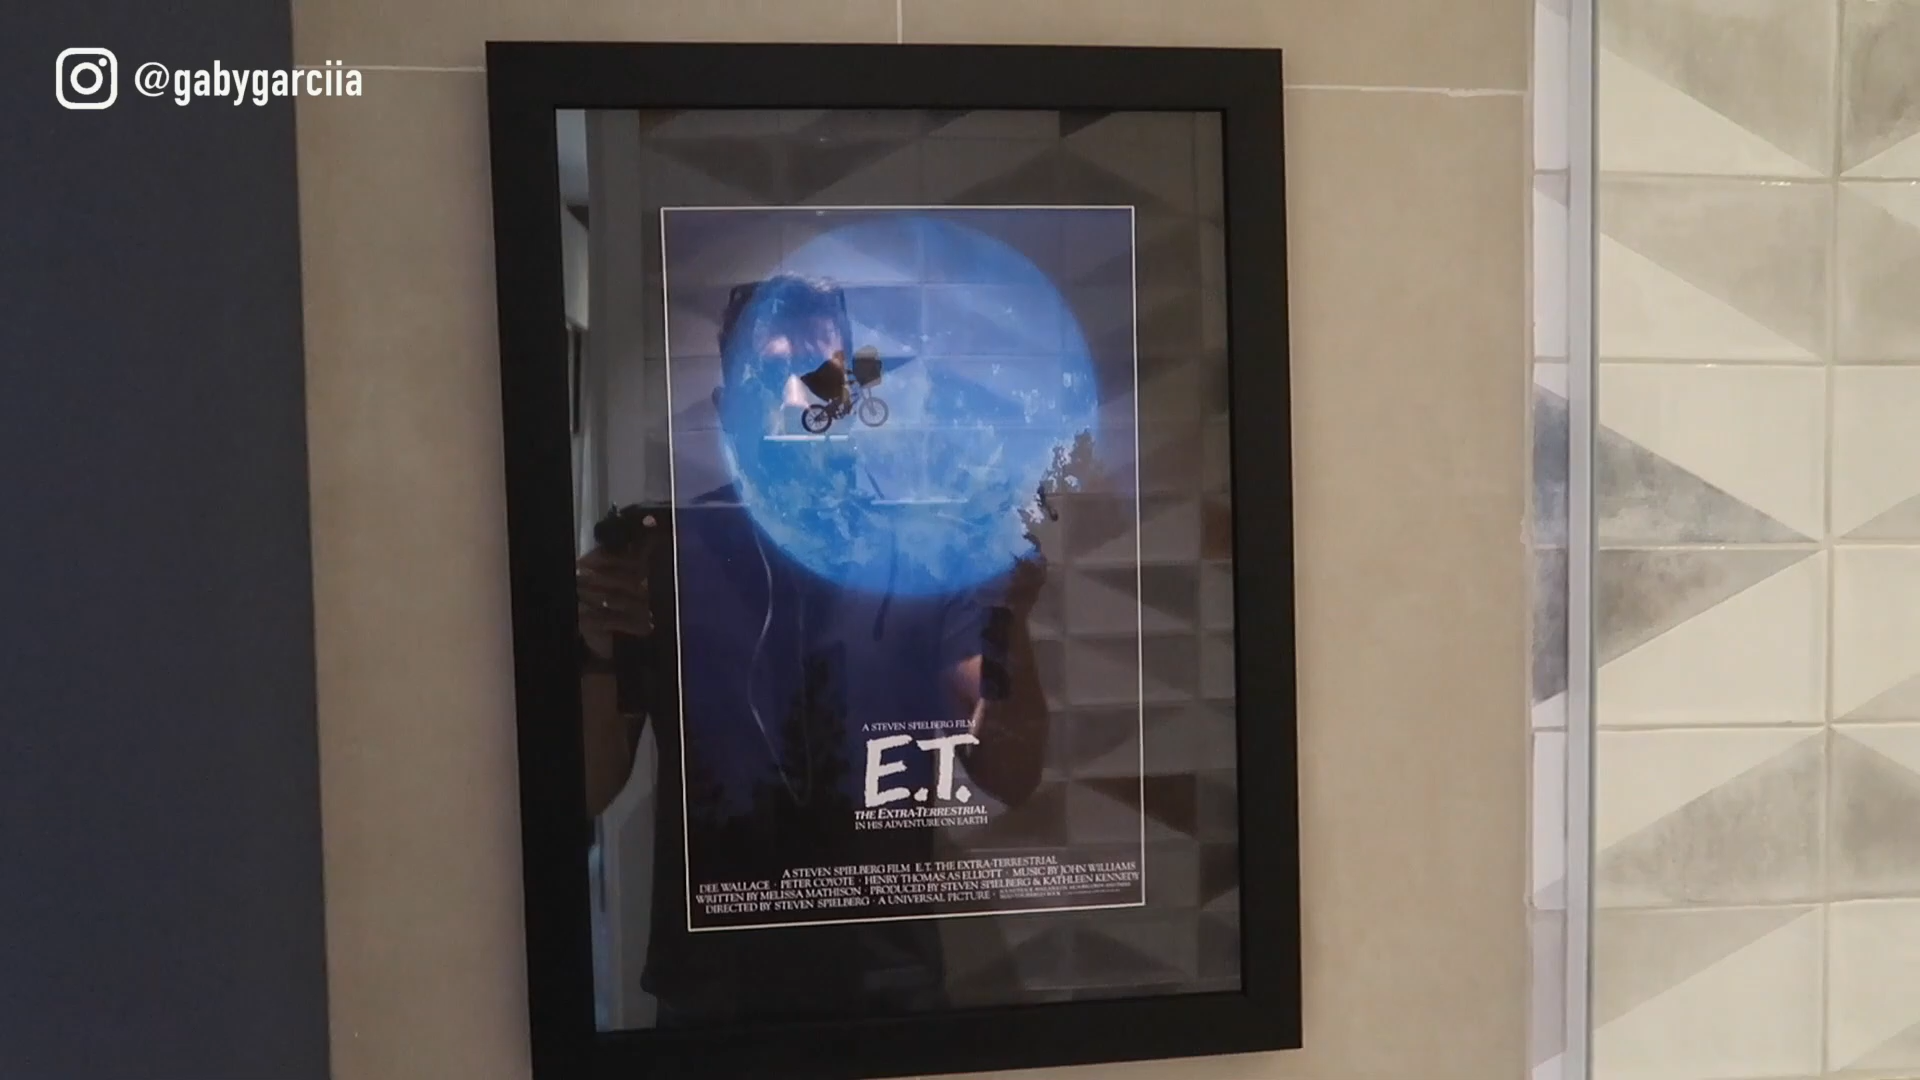 @gabygarciia
A STEVEN SPIELBERG FILM
E.T.
THE EXTRA-TERRESTRIAL
IN HIS ADVENTURE ON EARTH
A STEVEN SPIELBERG FILM E.T. THE EXTRA-TERRESTRIAL
DEE WALLACE · PETER COYOTE · HENRY THOMAS AS ELLIOTT · MUSIC BY JOHN WILLIAMS
WRITTEN BY MELISSA MATHISON · PRODUCED BY STEVEN SPIELBERG & KATHLEEN KENNEDY
DIRECTED BY STEVEN SPIELBERG · A UNIVERSAL PICTURE ·